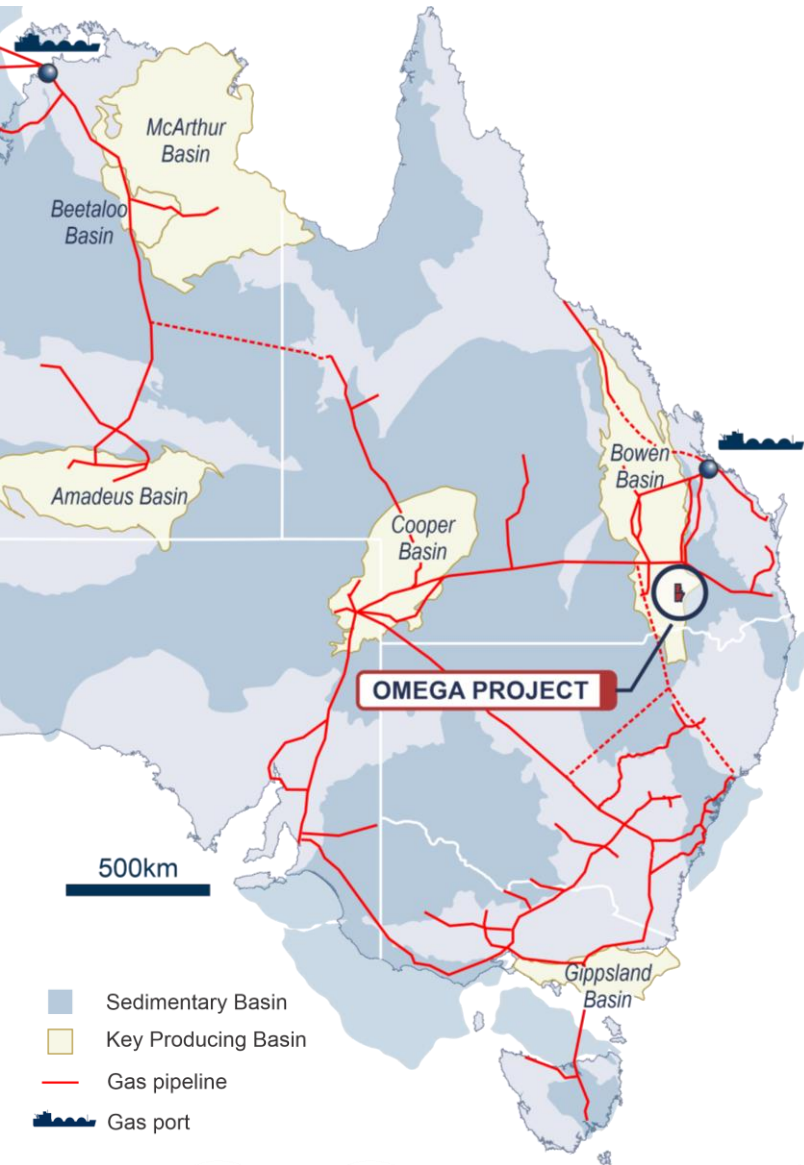 McArthur
Basin
Beetaloo
Basin
Bowen
Basin
Amadeus Basin
Cooper
Basin
OMEGA PROJECT
500km
Gippsland
Basin
Sedimentary Basin
Key Producing Basin
Gas pipeline
Gas port